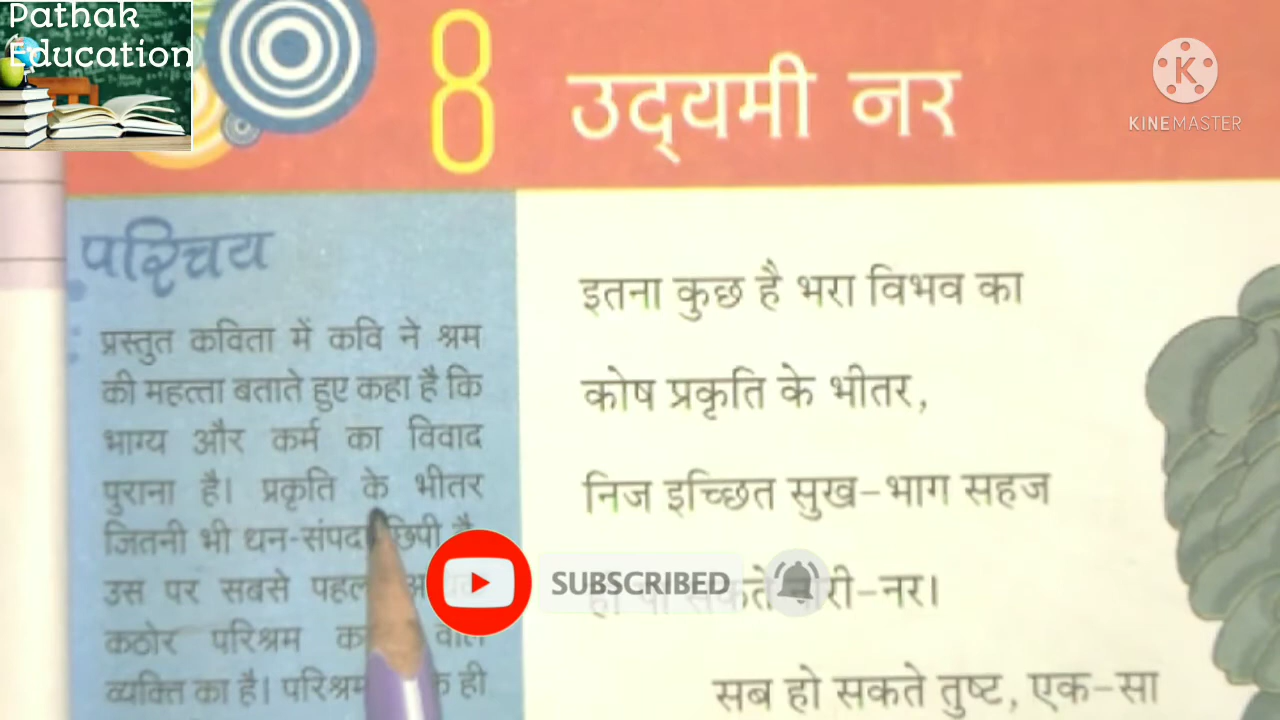 Pathak
Education
KINEMASTER
8 उद्यमी नर
परिचय
प्रस्तुत कविता में कवि ने श्रम
की महत्ता बताते हुए कहा है कि
भाग्य और कर्म का विवाद
पुराना है। प्रकृति के भीतर
जितनी भी धन-संपदा छिपी है
उस पर सबसे पहला
कठोर परिश्रम
व्यक्ति का है। परिश्रम ही
इतना कुछ है भरा विभव का
कोष प्रकृति के भीतर,
निज इच्छित सुख-भाग सहज
सकते नारी-नर।
सब हो सकते तुष्ट, एक-सा
SUBSCRIBED